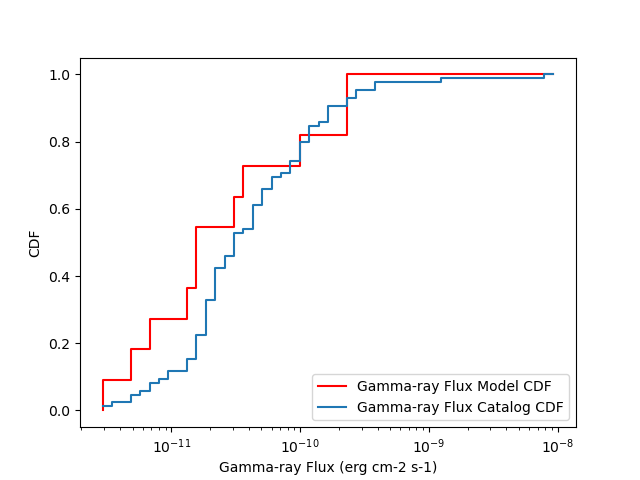 CDF
1.0
0.8
0.6
0.4
0.2
0.0
10⁻¹¹
10⁻¹⁰
10⁻⁹
10⁻⁸
Gamma-ray Flux (erg cm-2 s-1)
Gamma-ray Flux Model CDF
Gamma-ray Flux Catalog CDF